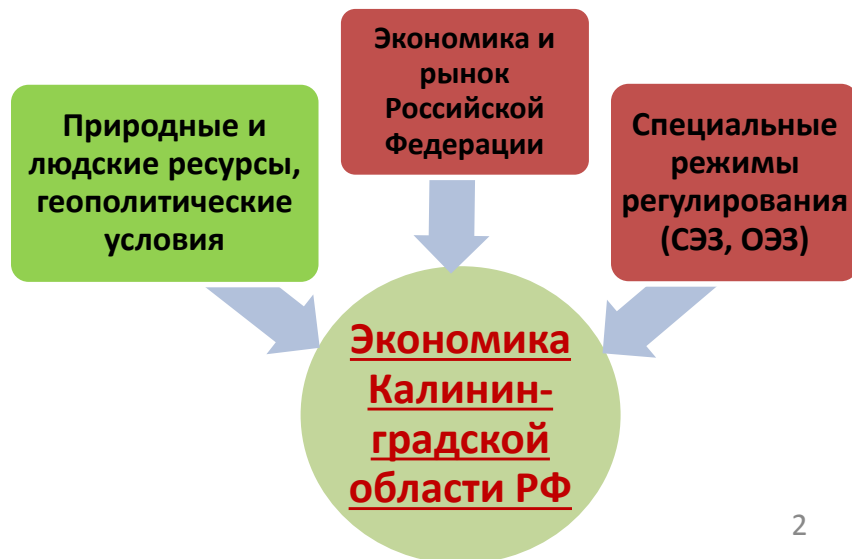 Экономика и
рынок
Российской
Федерации
Природные и
людские ресурсы,
геополитические
условия
Специальные
режимы
регулирования
(СЭЗ, ОЭЗ)
Экономика
Калинин-
градской
области РФ
2